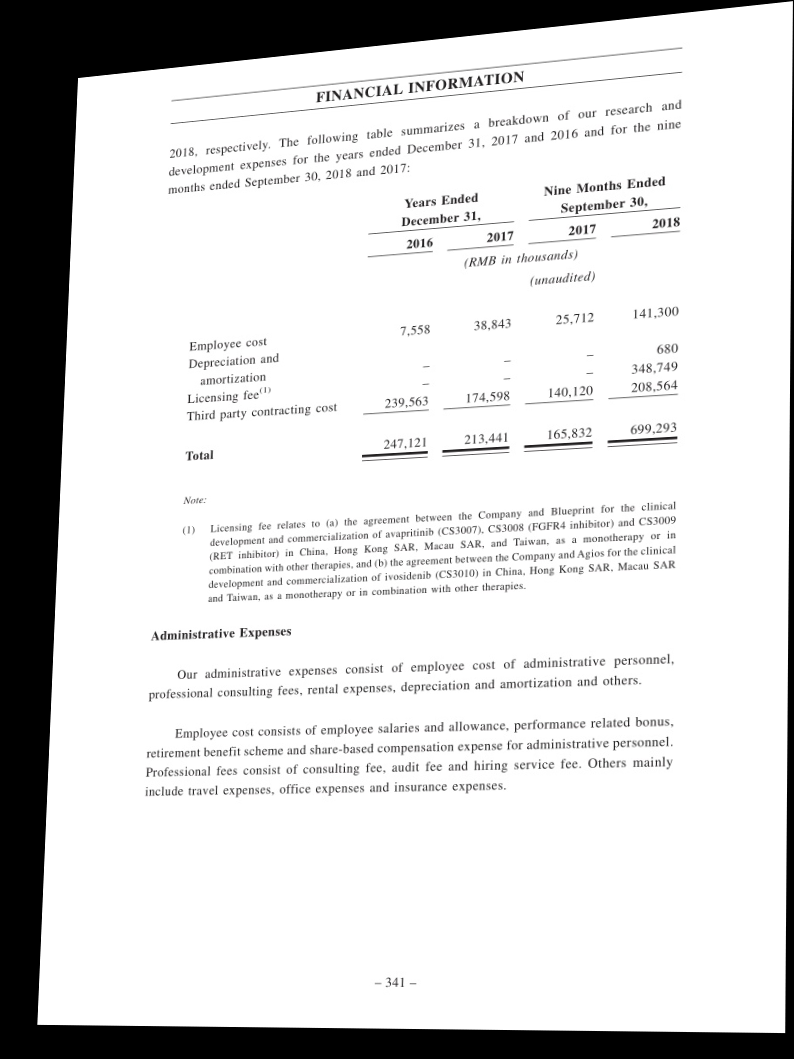 FINANCIAL INFORMATION
2018, respectively. The following table summarizes a breakdown of our research and
development expenses for the years ended December 31, 2017 and 2016 and for the nine
months ended September 30, 2018 and 2017:
Years Ended Nine Months Ended
December 31, September 30,
2016 2017 2017 2018
(RMB in thousands)
(unaudited)
Employee cost 7,558 38,843 25,712 141,300
Depreciation and
amortization – – – 680
Licensing fee(1) – – – 348,749
Third party contracting cost 239,563 174,598 140,120 208,564
Total 247,121 213,441 165,832 699,293
Note:
(1) Licensing fee relates to (a) the agreement between the Company and Blueprint for the clinical
development and commercialization of avapritinib (CS3007), CS3008 (FGFR4 inhibitor) and CS3009
(RET inhibitor) in China, Hong Kong SAR, Macau SAR, and Taiwan, as a monotherapy or in
combination with other therapies, and (b) the agreement between the Company and Agios for the clinical
development and commercialization of ivosidenib (CS3010) in China, Hong Kong SAR, Macau SAR
and Taiwan, as a monotherapy or in combination with other therapies.
Administrative Expenses
Our administrative expenses consist of employee cost of administrative personnel,
professional consulting fees, rental expenses, depreciation and amortization and others.
Employee cost consists of employee salaries and allowance, performance related bonus,
retirement benefit scheme and share-based compensation expense for administrative personnel.
Professional fees consist of consulting fee, audit fee and hiring service fee. Others mainly
include travel expenses, office expenses and insurance expenses.
– 341 –